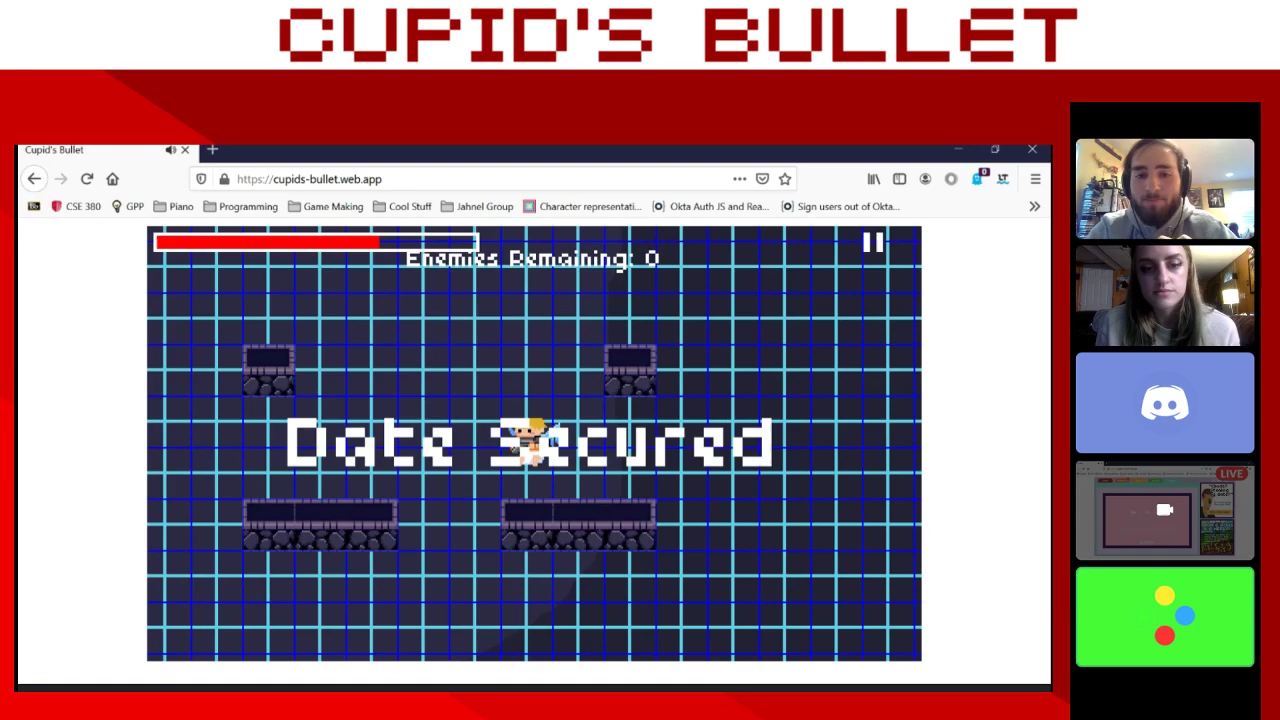 CUPID'S BULLET
Cupid's Bullet
https://cupids-bullet.web.app
0
LT
CSE 380
GPP
Piano
Programming
Game Making
Cool Stuff
Jahnel Group
Character representati...
Okta Auth JS and Rea...
Sign users out of Okta...
Enemies Remaining: 0
Date Secured
LIVE